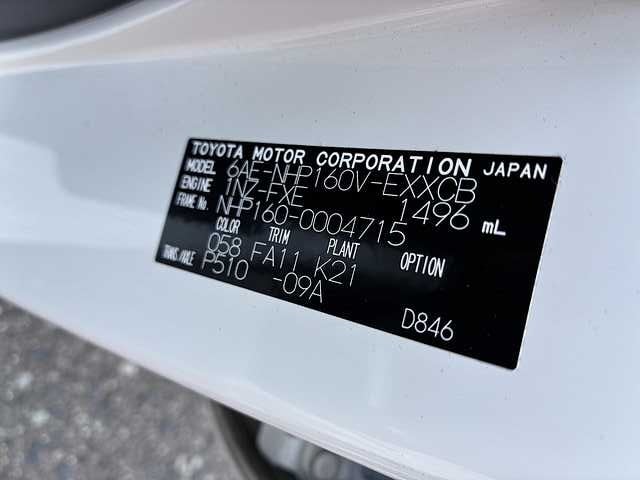 TOYOTA MOTOR CORPORATION JAPAN
MODEL 6AE-NHP160V-EXXCB
ENGINE 1NZ-FXE 1496 mL
FRAME No. NHP160-0004715
COLOR TRIM PLANT OPTION
058 FA11 K21
TRANS./AXLE P510 -09A
D846